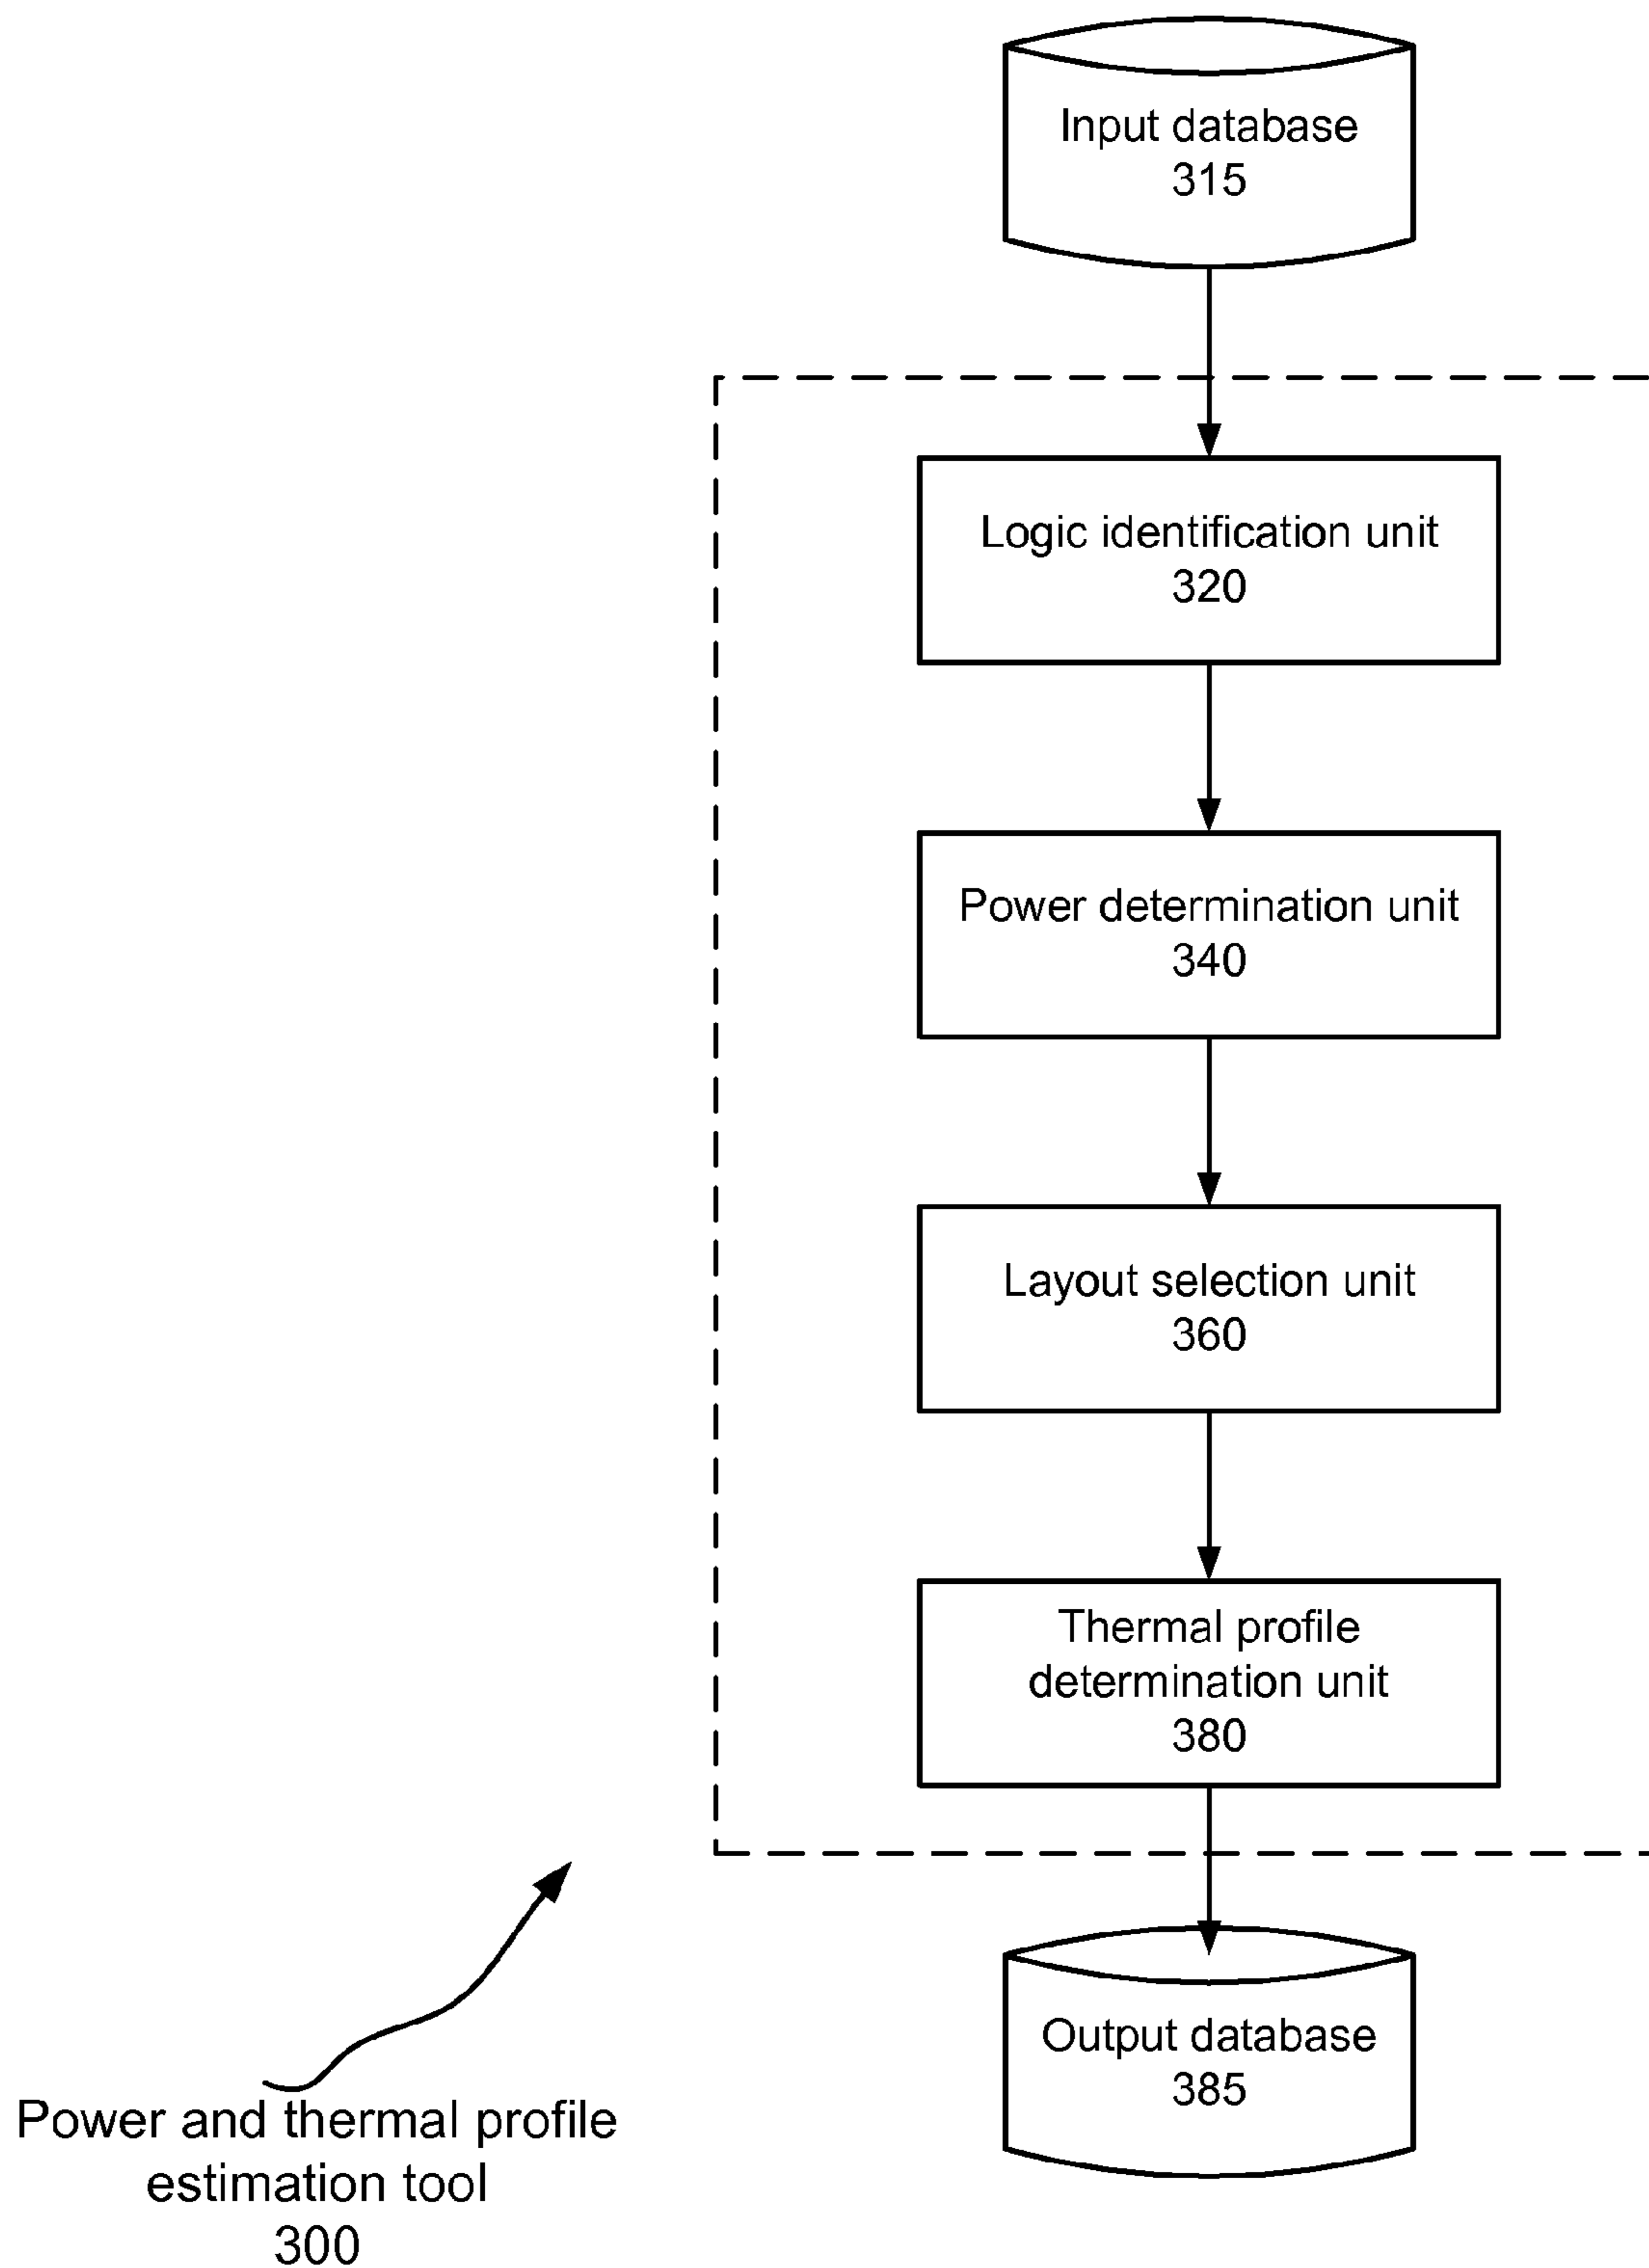 Input database
315
Logic identification unit
320
Power determination unit
340
Layout selection unit
360
Thermal profile
determination unit
380
Output database
385
Power and thermal profile
estimation tool
300